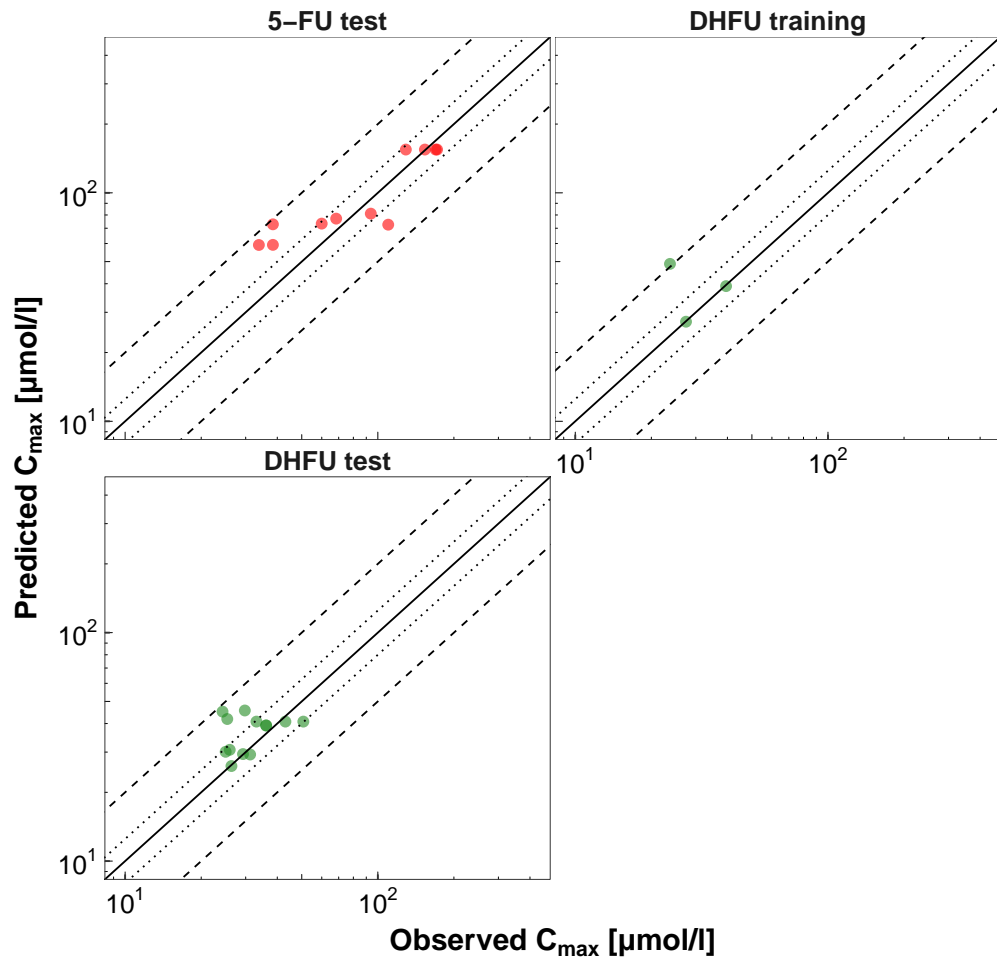 5−FU test
DHFU training
10²
10¹
10¹
10²
DHFU test
10²
10¹
10¹
10²
Predicted Cmax [µmol/l]
Observed Cmax [µmol/l]